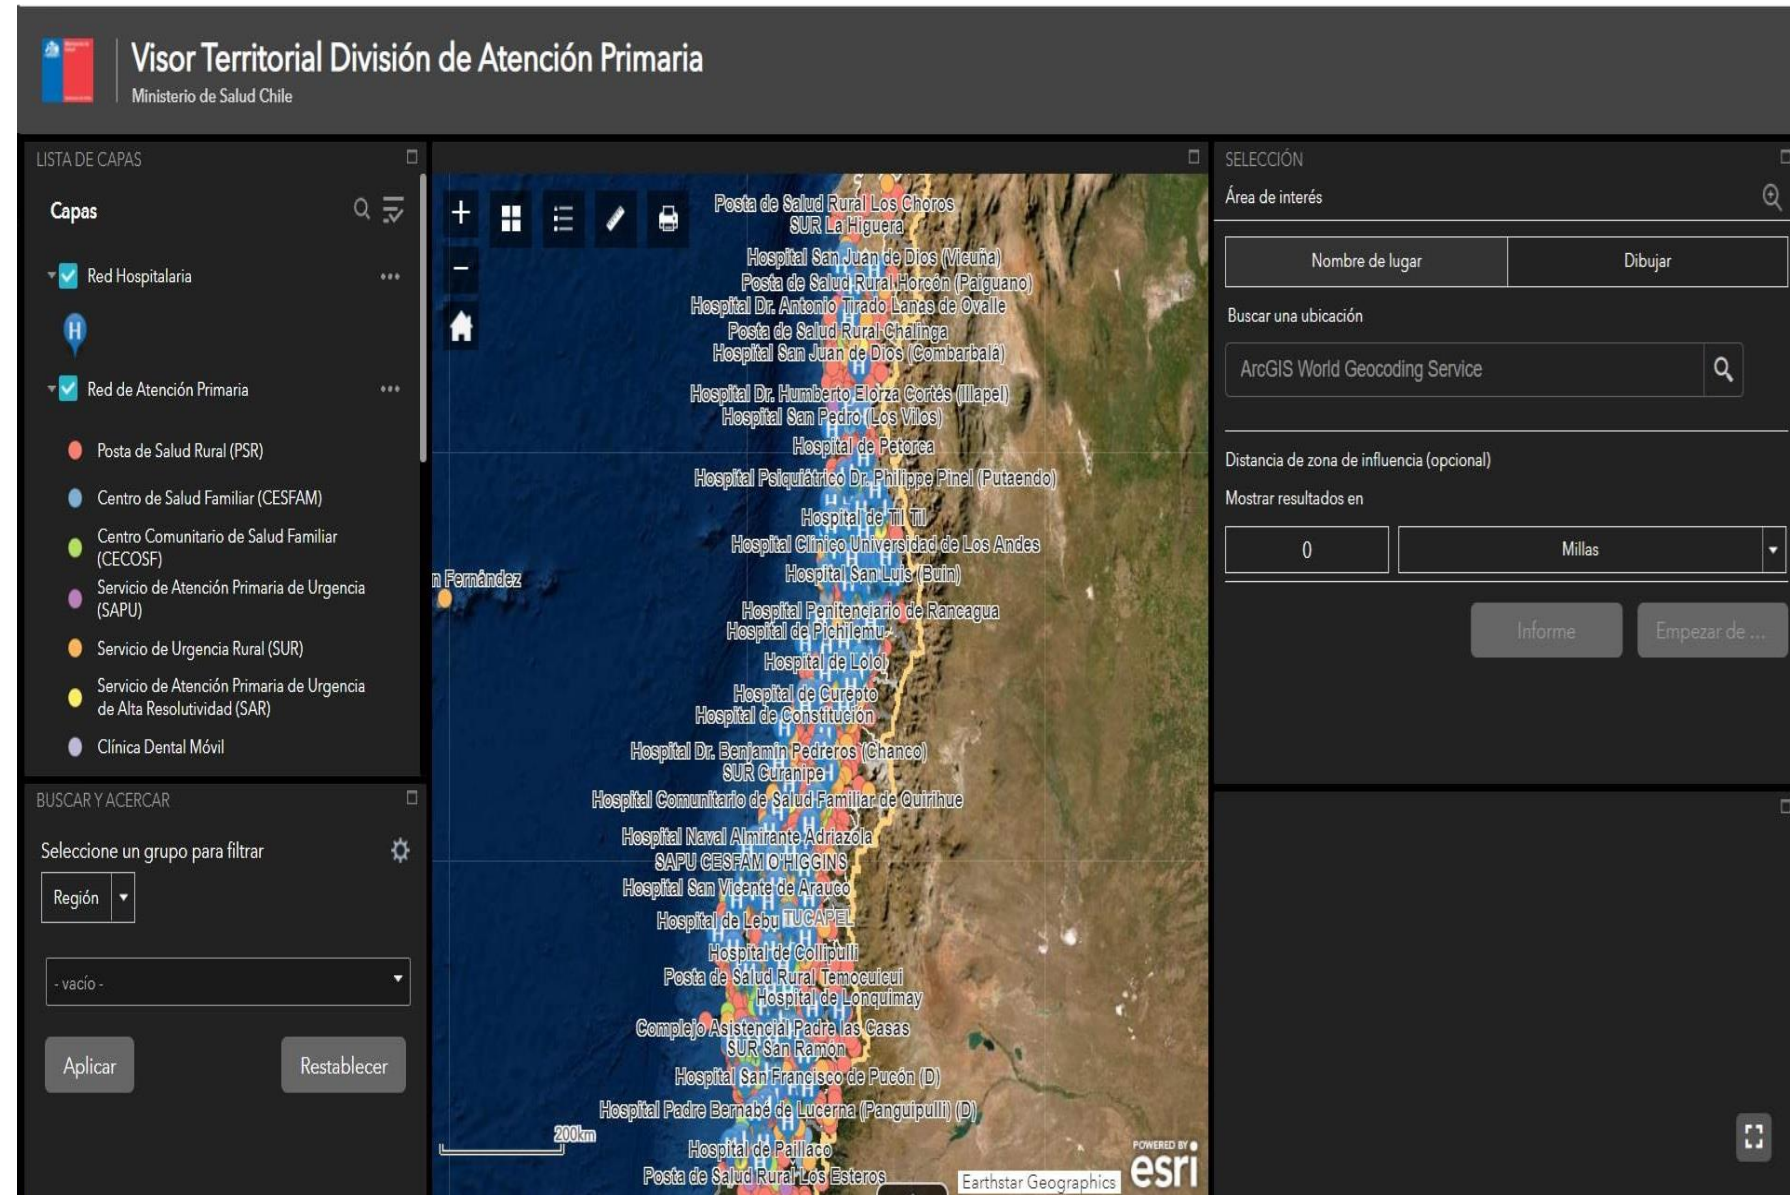 Visor Territorial División de Atención Primaria
Ministerio de Salud Chile
LISTA DE CAPAS
Capas
Red Hospitalaria
H
Red de Atención Primaria
Posta de Salud Rural (PSR)
Centro de Salud Familiar (CESFAM)
Centro Comunitario de Salud Familiar
(CECOSF)
Servicio de Atención Primaria de Urgencia
(SAPU)
Servicio de Urgencia Rural (SUR)
Servicio de Atención Primaria de Urgencia
de Alta Resolutividad (SAR)
Clínica Dental Móvil
BUSCAR Y ACERCAR
Seleccione un grupo para filtrar
Región
- vacío -
Aplicar
Restablecer
Posta de Salud Rural Los Choros
SUR La Higuera
Hospital San Juan de Dios (Vicuña)
Posta de Salud Rural Horcón (Paiguano)
Hospital Dr. Antonio Tirado Lanas de Ovalle
Posta de Salud Rural Chalinga
Hospital San Juan de Dios (Combarbalá)
Hospital Dr. Humberto Elorza Cortés (Illapel)
Hospital San Pedro (Los Vilos)
Hospital de Petorca
Hospital Psiquiátrico Dr. Philippe Pinel (Putaendo)
Hospital de Til Til
Hospital Clínico Universidad de Los Andes
n Fernández
Hospital San Luis (Buin)
Hospital Penitenciario de Rancagua
Hospital de Pichilemu
Hospital de Lolol
Hospital de Curepto
Hospital de Constitución
Hospital Dr. Benjamín Pedreros (Chanco)
SUR Curanipe
Hospital Comunitario de Salud Familiar de Quirihue
Hospital Naval Almirante Adriazola
SAPU CESFAM O'HIGGINS
Hospital San Vicente de Arauco
Hospital de Lebu TUCAPEL
Hospital de Collipulli
Posta de Salud Rural Temocuicui
Hospital de Lonquimay
Complejo Asistencial Padre las Casas
SUR San Ramón
Hospital San Francisco de Pucón (D)
Hospital Padre Bernabé de Lucerna (Panguipulli) (D)
200km
Hospital de Paillaco
Posta de Salud Rural Los Esteros
Earthstar Geographics
POWERED BY
esri
SELECCIÓN
Área de interés
Nombre de lugar
Dibujar
Buscar una ubicación
ArcGIS World Geocoding Service
Distancia de zona de influencia (opcional)
Mostrar resultados en
0
Millas
Informe
Empezar de ...